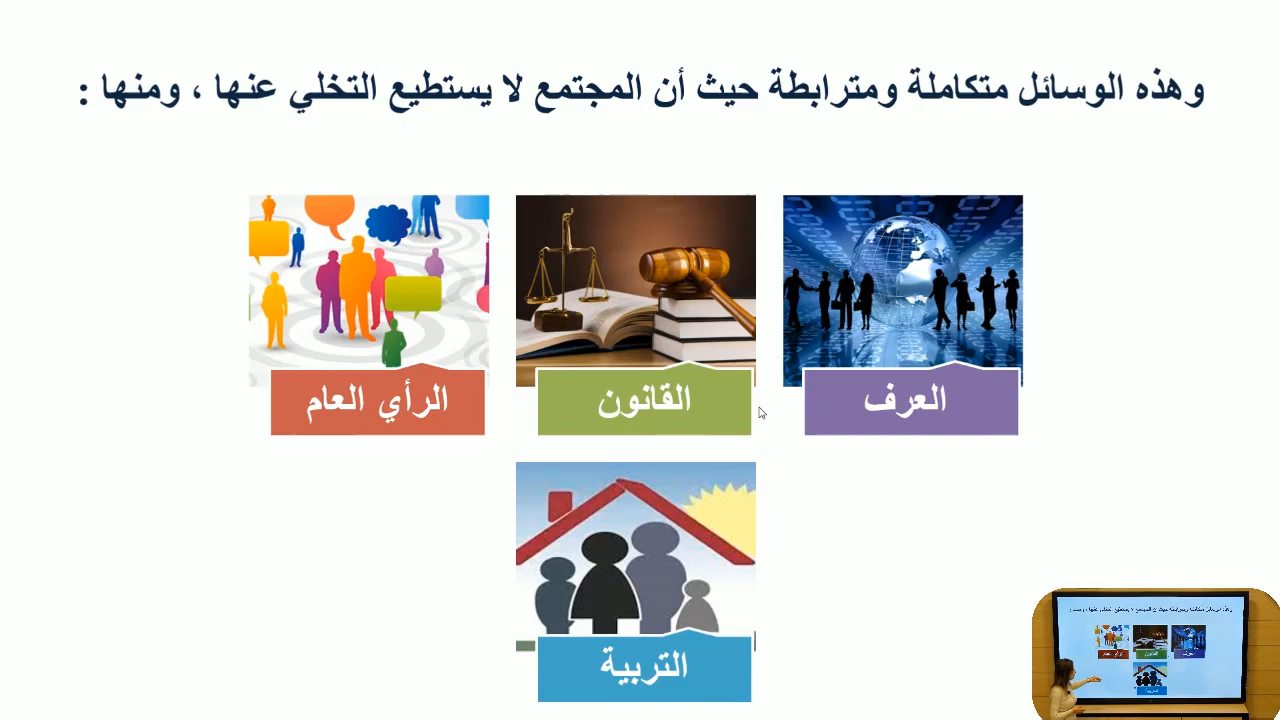 وهذه الوسائل متكاملة ومترابطة حيث أن المجتمع لا يستطيع التخلي عنها ، ومنها :
العرف
القانون
الرأي العام
التربية